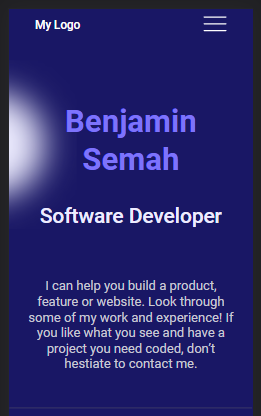 My Logo
Benjamin
Semah
Software Developer
I can help you build a product,
feature or website. Look through
some of my work and experience! If
you like what you see and have a
project you need coded, don't
hestiate to contact me.